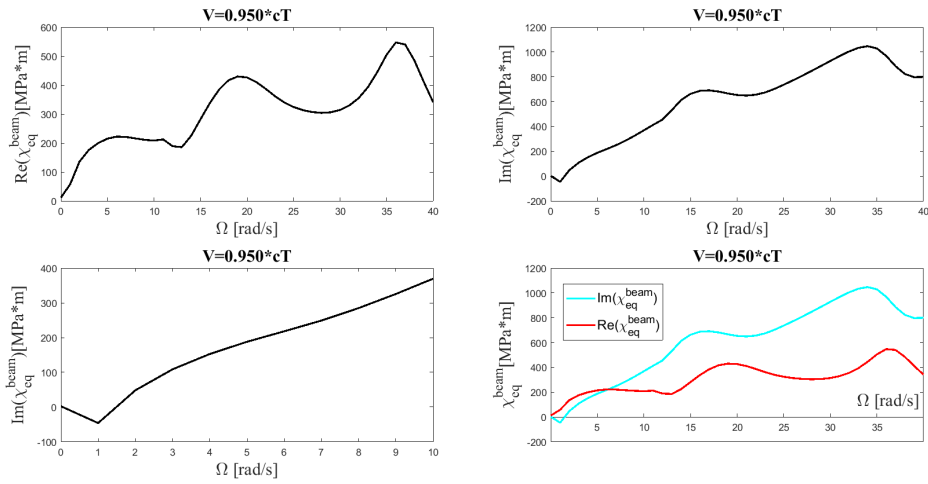 V=0.950*cT
Re(χ_eq^beam)[MPa*m]
600
500
400
300
200
100
0
0 5 10 15 20 25 30 35 40
Ω [rad/s]
V=0.950*cT
Im(χ_eq^beam)[MPa*m]
1200
1000
800
600
400
200
0
-200
0 5 10 15 20 25 30 35 40
Ω [rad/s]
V=0.950*cT
Im(χ_eq^beam)[MPa*m]
400
300
200
100
0
-100
0 1 2 3 4 5 6 7 8 9 10
Ω [rad/s]
V=0.950*cT
χ_eq^beam[MPa*m]
1200
1000
800
600
400
200
0
-200
Im(χ_eq^beam)
Re(χ_eq^beam)
Ω [rad/s]
5 10 15 20 25 30 35